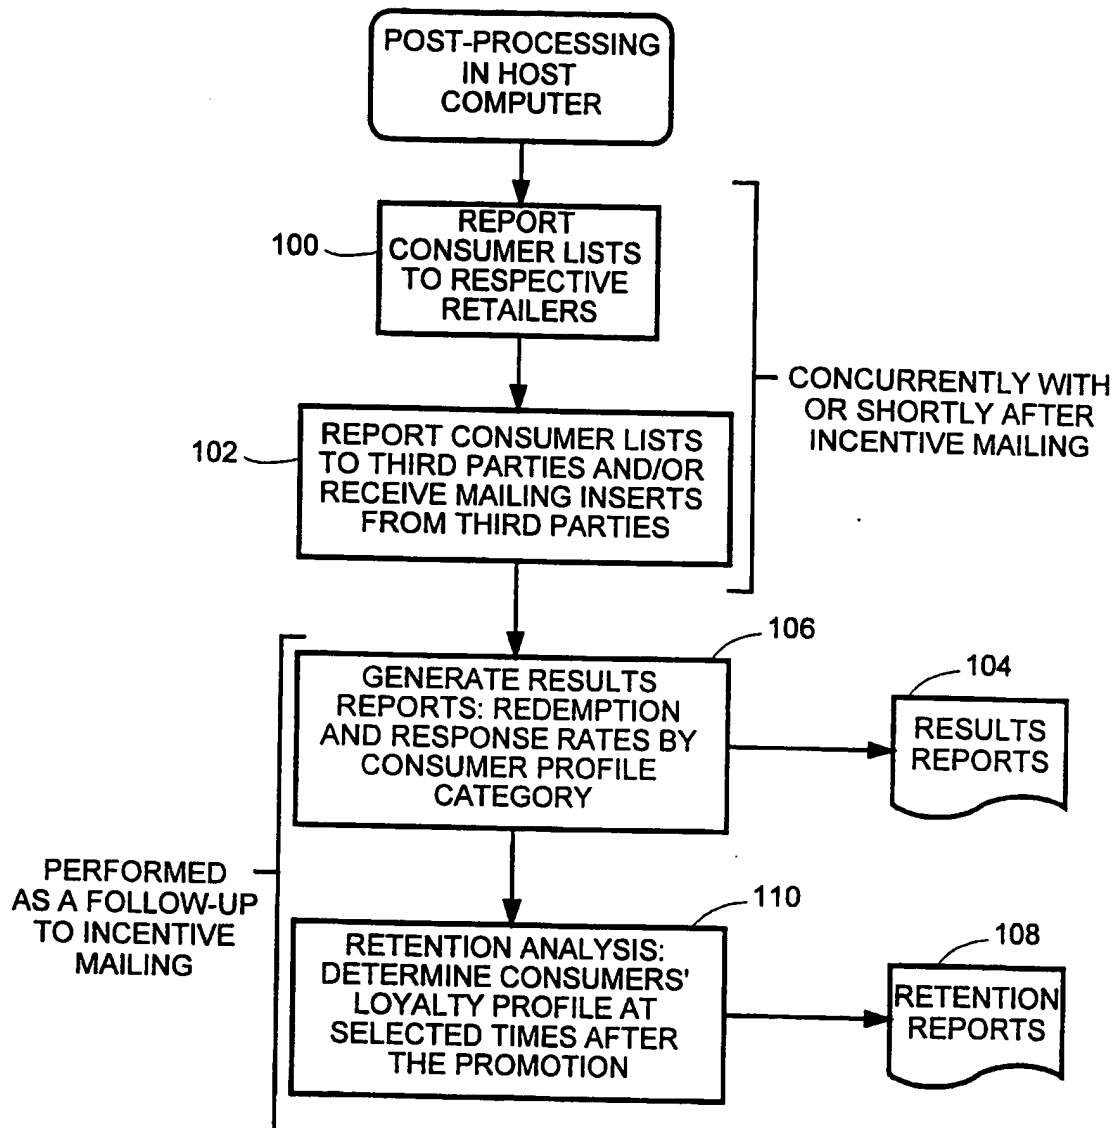 POST-PROCESSING
IN HOST
COMPUTER
100
REPORT
CONSUMER LISTS
TO RESPECTIVE
RETAILERS
CONCURRENTLY WITH
OR SHORTLY AFTER
INCENTIVE MAILING
102
REPORT CONSUMER LISTS
TO THIRD PARTIES AND/OR
RECEIVE MAILING INSERTS
FROM THIRD PARTIES
106
GENERATE RESULTS
REPORTS: REDEMPTION
AND RESPONSE RATES BY
CONSUMER PROFILE
CATEGORY
104
RESULTS
REPORTS
PERFORMED
AS A FOLLOW-UP
TO INCENTIVE
MAILING
110
RETENTION ANALYSIS:
DETERMINE CONSUMERS'
LOYALTY PROFILE AT
SELECTED TIMES AFTER
THE PROMOTION
108
RETENTION
REPORTS